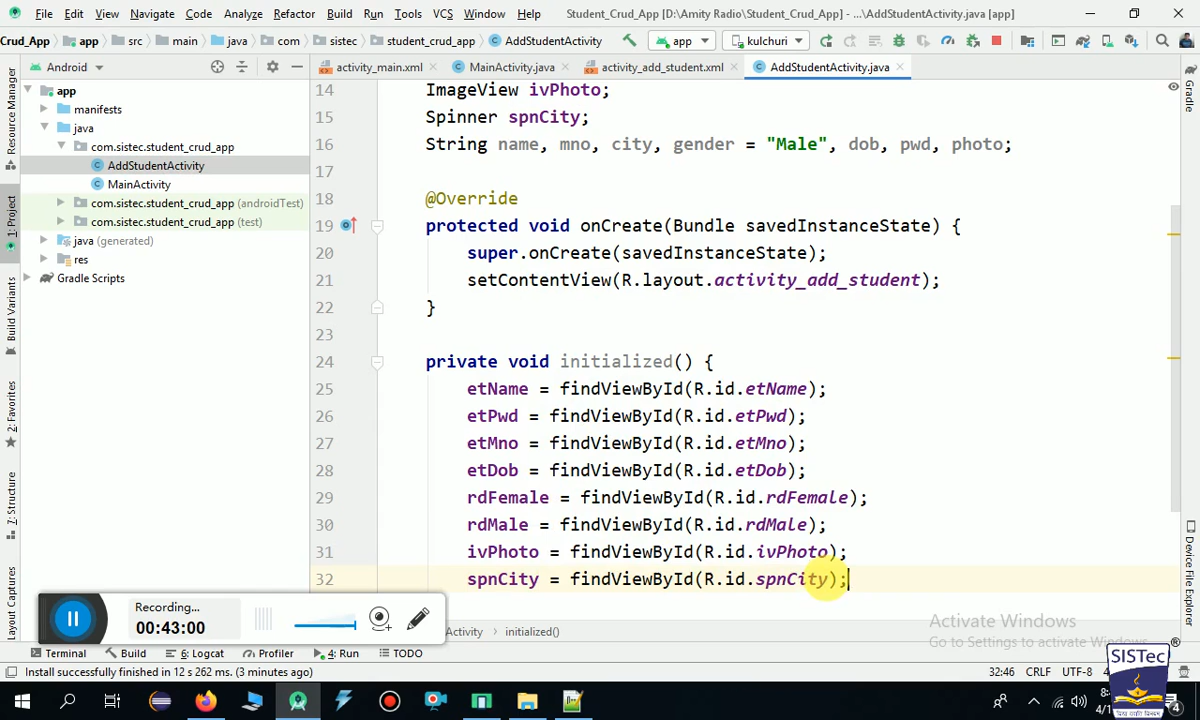 File Edit View Navigate Code Analyze Refactor Build Run Tools VCS Window Help Student_Crud_App [D:\Amity Radio\Student_Crud_App] - ...\AddStudentActivity.java [app]
Crud_App app src main java com sistec student_crud_app AddStudentActivity app kulchuri
Android activity_main.xml MainActivity.java activity_add_student.xml AddStudentActivity.java
Resource Manager
1: Project
Build Variants
2: Favorites
7: Structure
Layout Captures
app
manifests
java
com.sistec.student_crud_app
AddStudentActivity
MainActivity
com.sistec.student_crud_app (androidTest)
com.sistec.student_crud_app (test)
java (generated)
res
Gradle Scripts
14 ImageView ivPhoto;
15 Spinner spnCity;
16 String name, mno, city, gender = "Male", dob, pwd, photo;
17
18 @Override
19 protected void onCreate(Bundle savedInstanceState) {
20 super.onCreate(savedInstanceState);
21 setContentView(R.layout.activity_add_student);
22 }
23
24 private void initialized() {
25 etName = findViewById(R.id.etName);
26 etPwd = findViewById(R.id.etPwd);
27 etMno = findViewById(R.id.etMno);
28 etDob = findViewById(R.id.etDob);
29 rdFemale = findViewById(R.id.rdFemale);
30 rdMale = findViewById(R.id.rdMale);
31 ivPhoto = findViewById(R.id.ivPhoto);
32 spnCity = findViewById(R.id.spnCity);
Gradle
Device File Explorer
Recording...
00:43:00
Activity initialized()
Activate Windows
Go to Settings to activate Windows.
SISTec
®
Terminal Build 6: Logcat Profiler 4: Run TODO
Install successfully finished in 12 s 262 ms. (3 minutes ago) 32:46 CRLF UTF-8
4